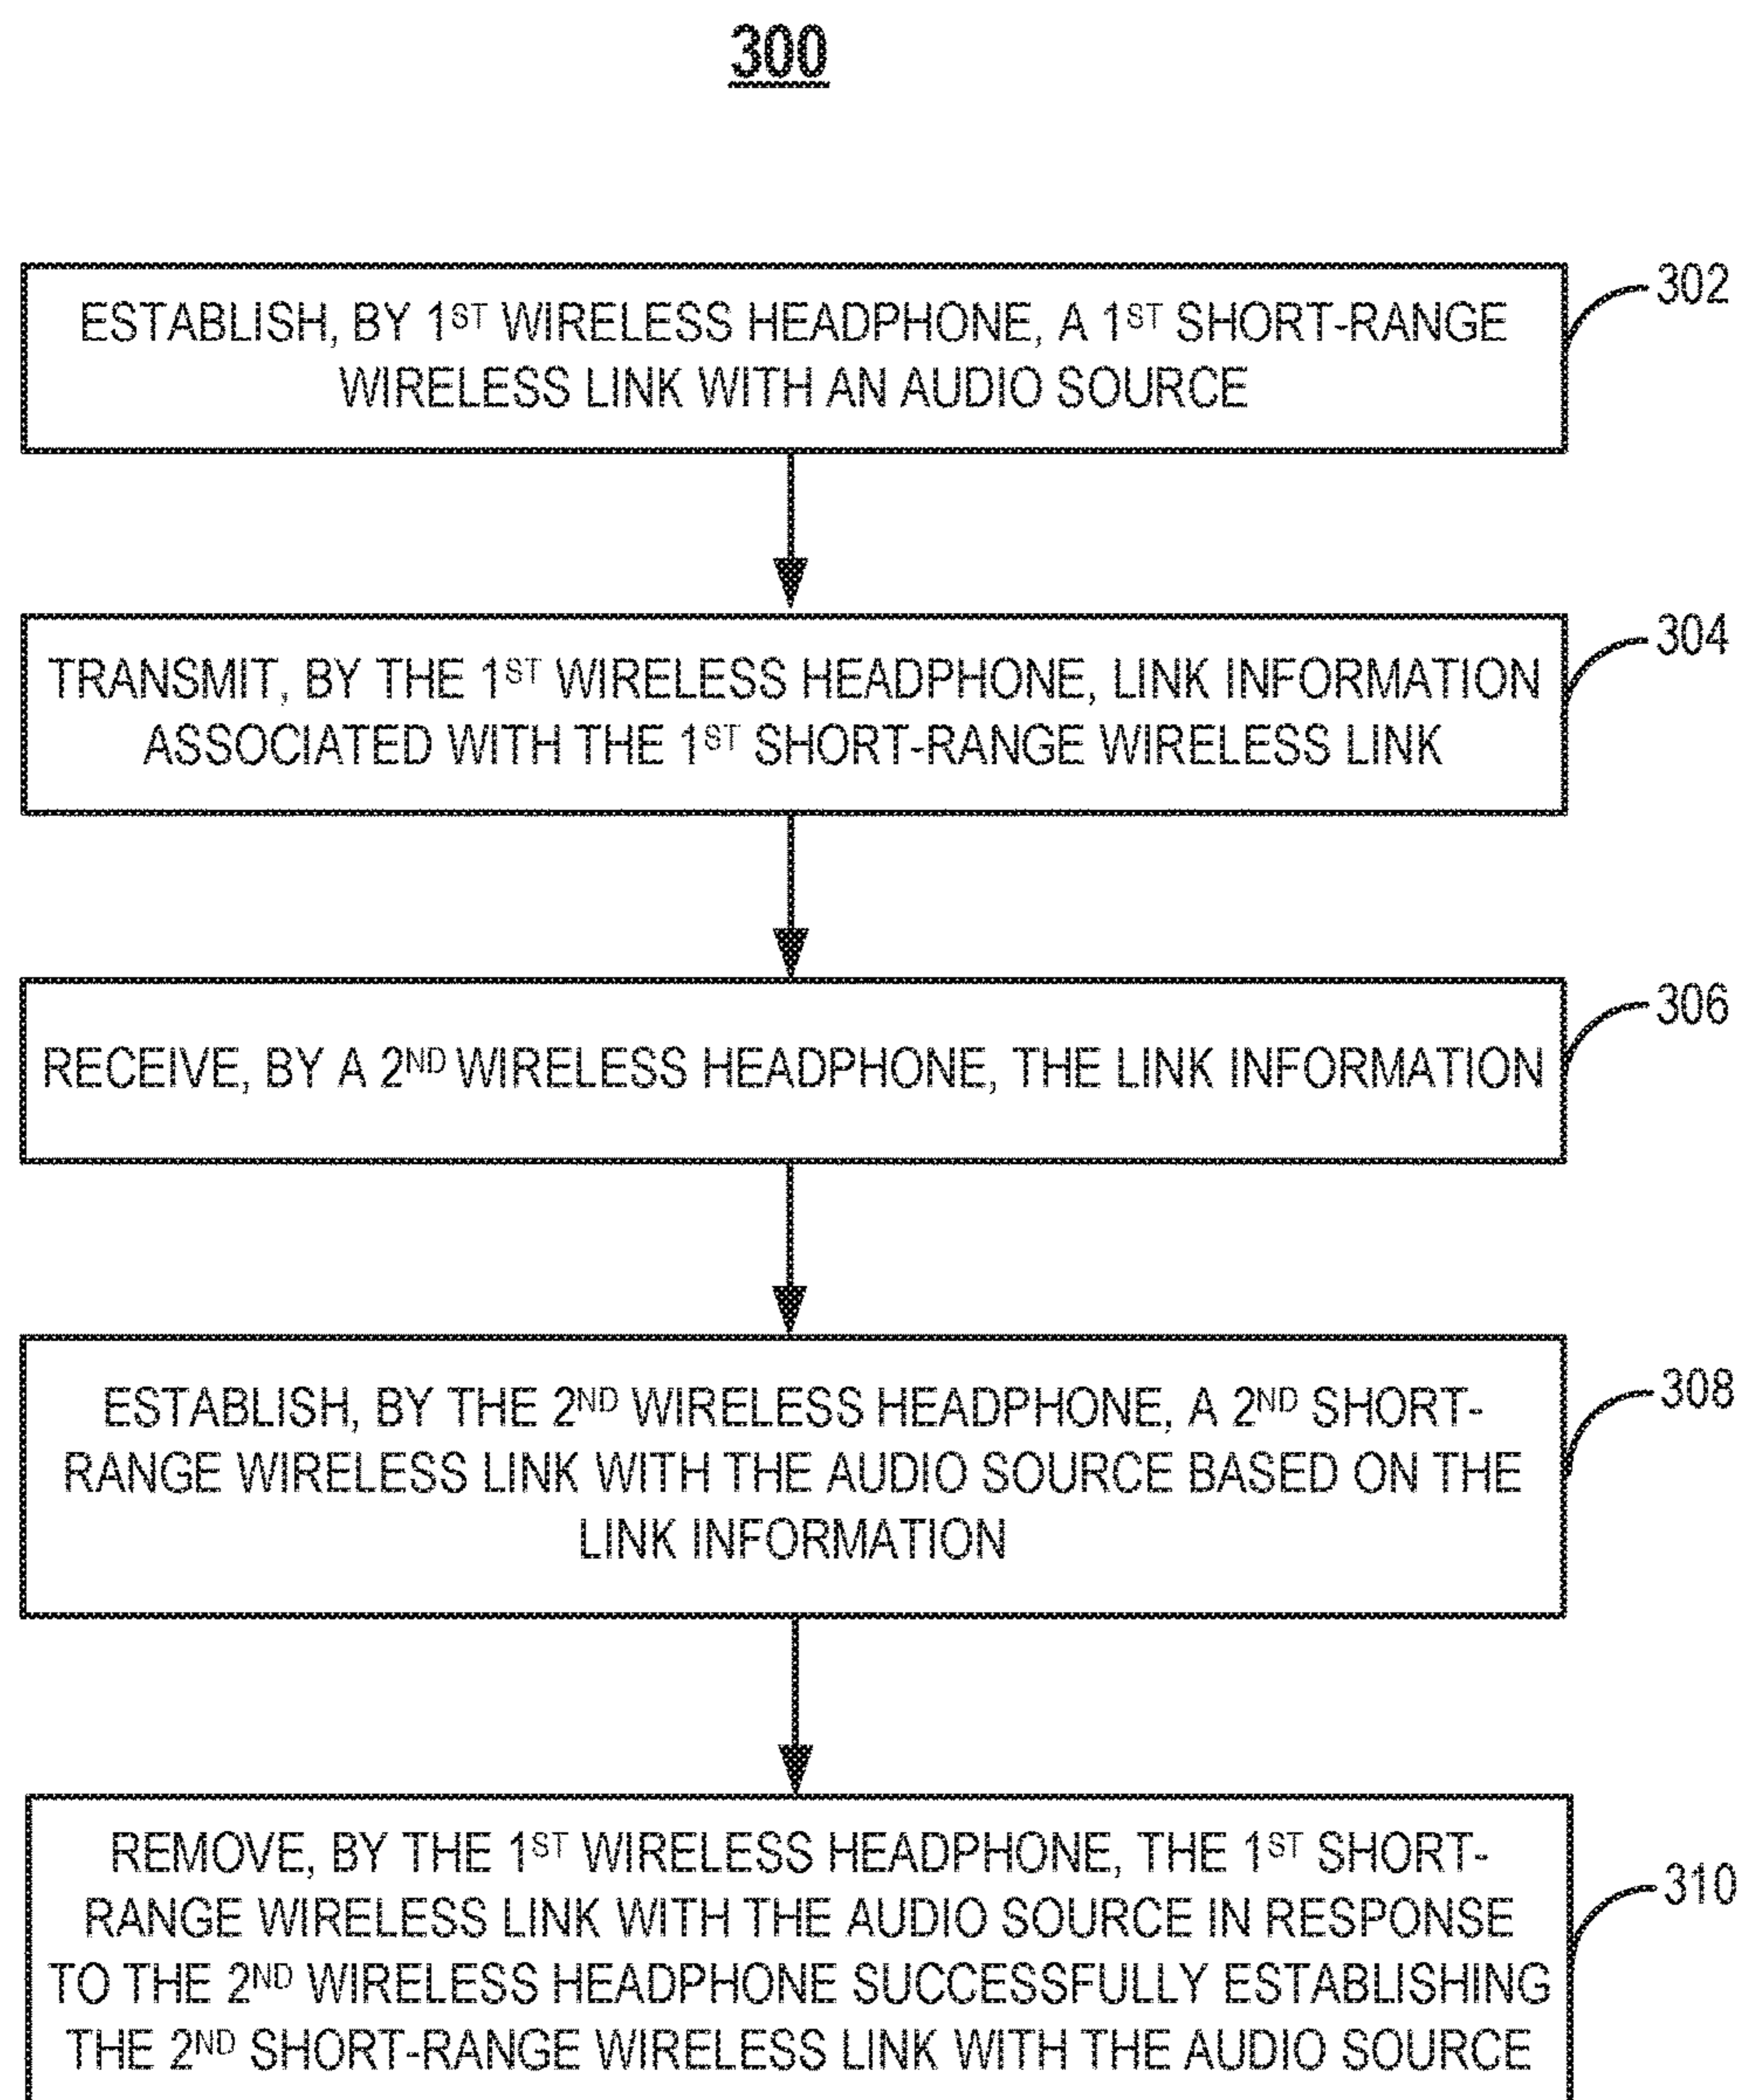 300
302
ESTABLISH, BY 1ST WIRELESS HEADPHONE, A 1ST SHORT-RANGE
WIRELESS LINK WITH AN AUDIO SOURCE
304
TRANSMIT, BY THE 1ST WIRELESS HEADPHONE, LINK INFORMATION
ASSOCIATED WITH THE 1ST SHORT-RANGE WIRELESS LINK
306
RECEIVE, BY A 2ND WIRELESS HEADPHONE, THE LINK INFORMATION
308
ESTABLISH, BY THE 2ND WIRELESS HEADPHONE, A 2ND SHORT-
RANGE WIRELESS LINK WITH THE AUDIO SOURCE BASED ON THE
LINK INFORMATION
310
REMOVE, BY THE 1ST WIRELESS HEADPHONE, THE 1ST SHORT-
RANGE WIRELESS LINK WITH THE AUDIO SOURCE IN RESPONSE
TO THE 2ND WIRELESS HEADPHONE SUCCESSFULLY ESTABLISHING
THE 2ND SHORT-RANGE WIRELESS LINK WITH THE AUDIO SOURCE